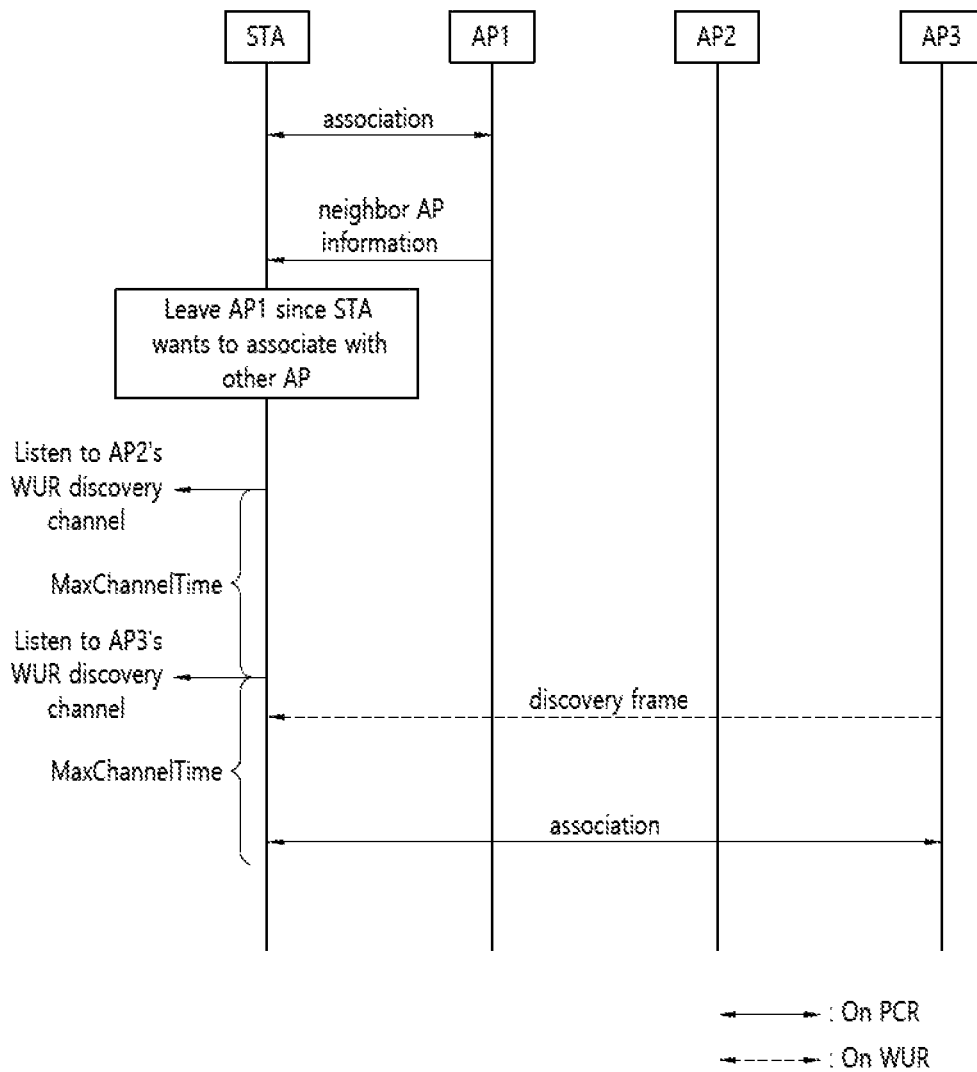 STA
AP1
AP2
AP3
association
neighbor AP
information
Leave AP1 since STA
wants to associate with
other AP
Listen to AP2's
WUR discovery
channel
MaxChannelTime
Listen to AP3's
WUR discovery
channel
discovery frame
MaxChannelTime
association
: On PCR
: On WUR